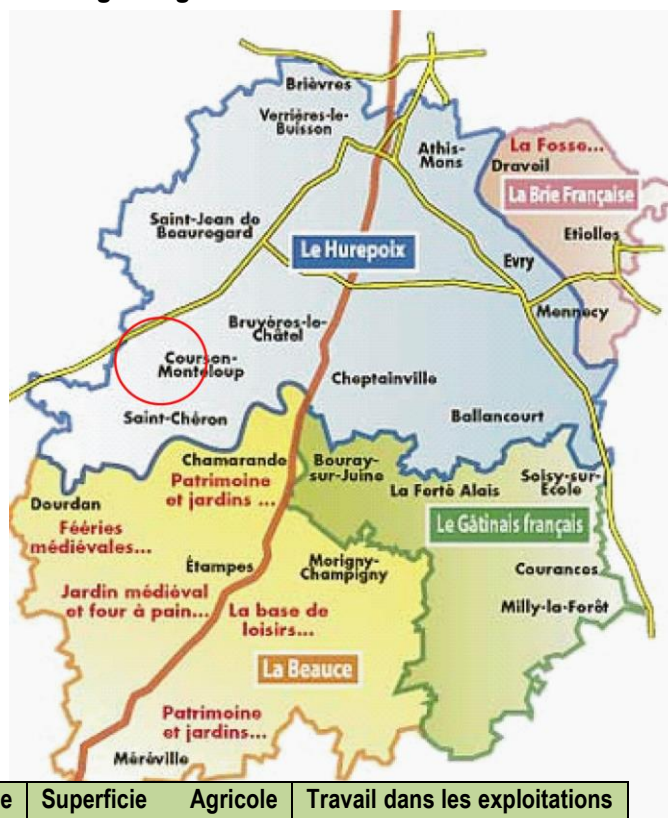 Brièvres
Verrières-le-
Buisson
Athis-
Mons
La Fosse...
Draveil
La Brie Française
Saint-Jean de
Beauregard
Etiolles
Le Hurepoix
Evry
Mennecy
Bruyères-le-
Châtel
Courson-
Monteloup
Cheptainville
Saint-Chéron
Ballancourt
Chamarande
Bouray-
sur-Juine
Patrimoine
et jardins ...
Soisy-sur-
Ecole
La Ferté Alais
Dourdan
Le Gâtinais français
Fééries
médiévales...
Étampes
Morigny-
Champigny
Courances
Jardin médiéval
et four à pain...
La base de
loisirs...
Milly-la-Forêt
La Beauce
Patrimoine
et jardins...
Méréville
Superficie Agricole
Travail dans les exploitations